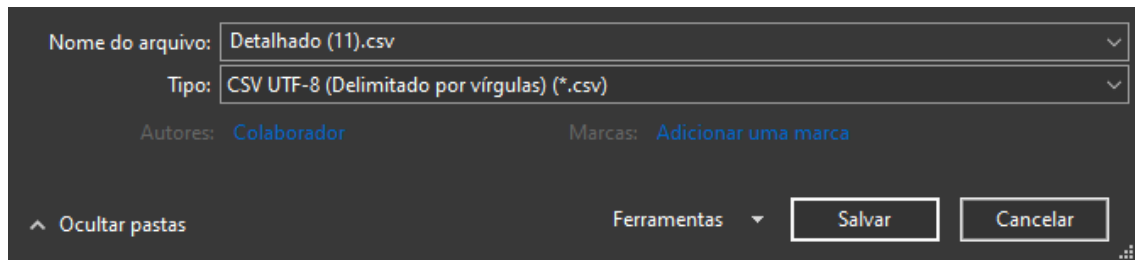 Nome do arquivo: Detalhado (11).csv
Tipo: CSV UTF-8 (Delimitado por vírgulas) (*.csv)
Autores: Colaborador Marcas: Adicionar uma marca
Ocultar pastas Ferramentas Salvar Cancelar